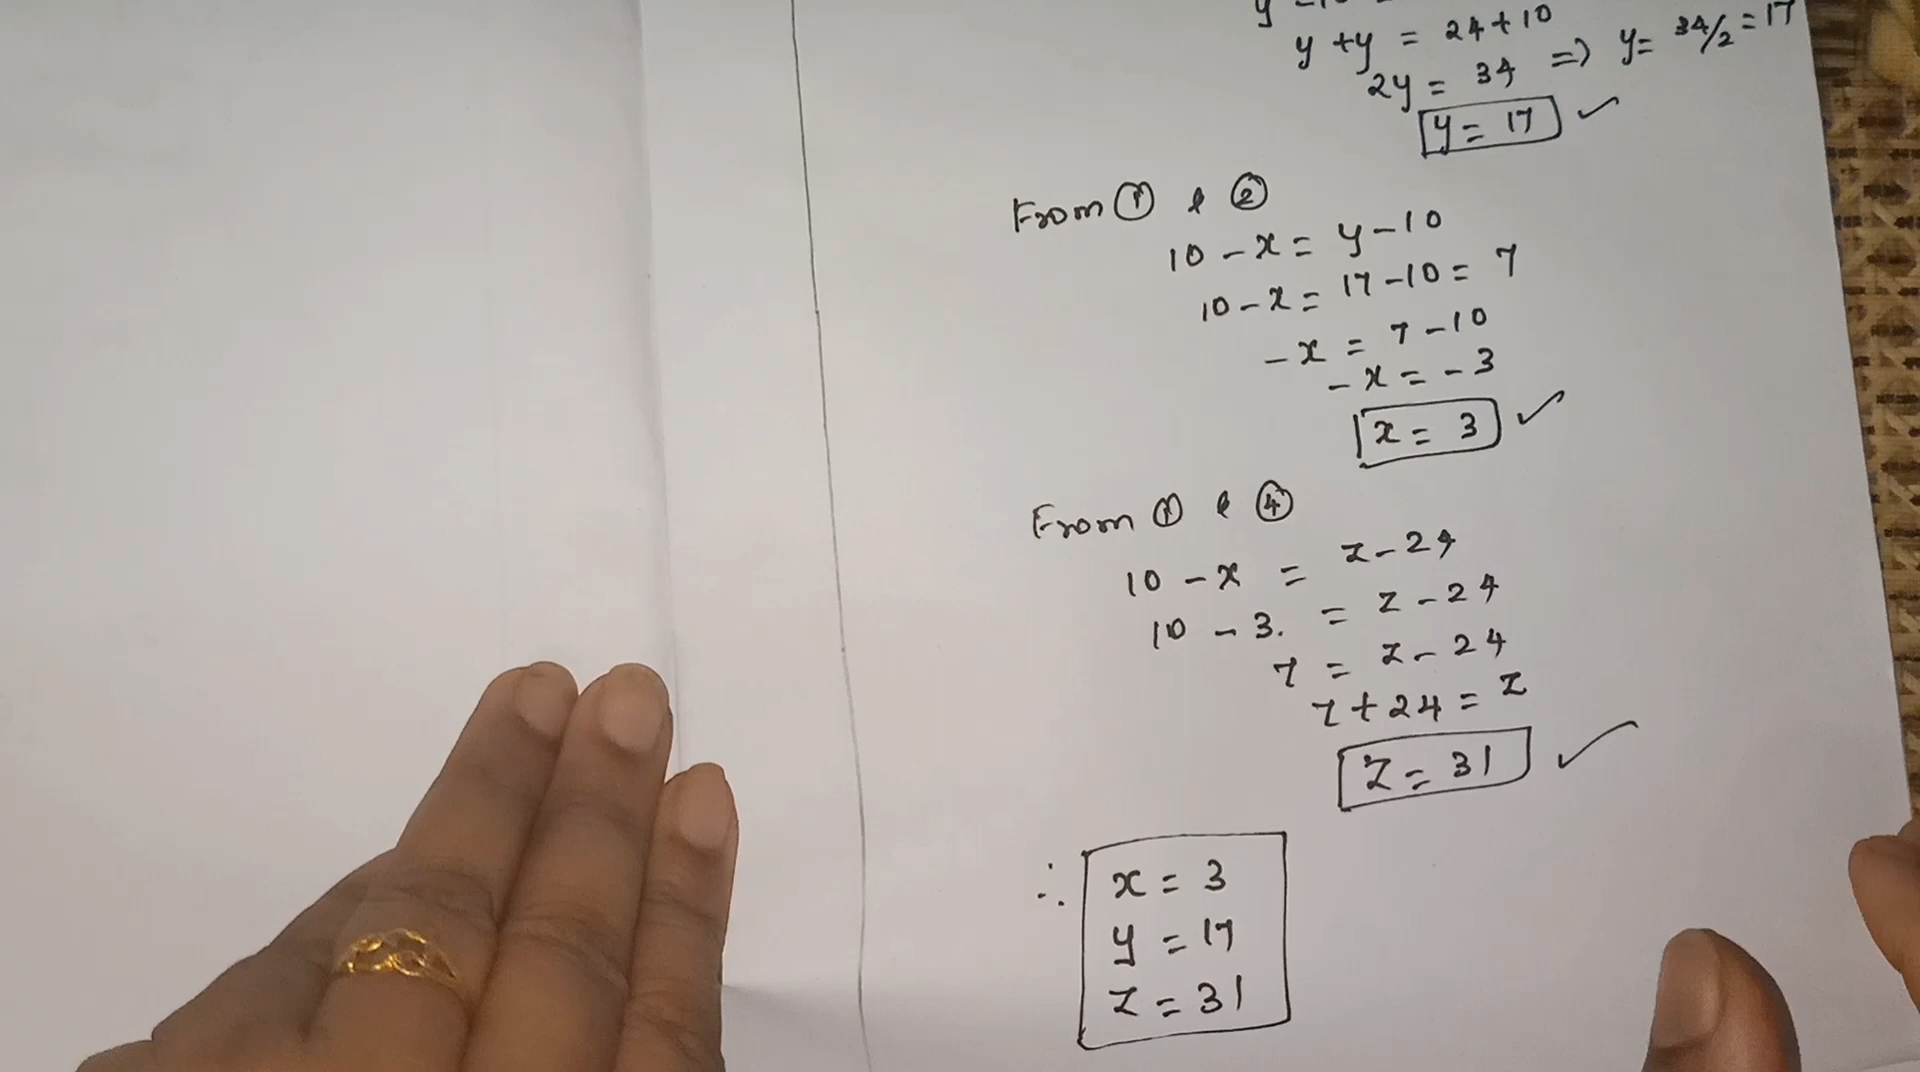 y + y = 24 + 10
2y = 34 => y = 34/2 = 17
y = 17 ✓
From ① & ②
10 - x = y - 10
10 - x = 17 - 10 = 7
- x = 7 - 10
- x = - 3
x = 3 ✓
From ① & ④
10 - x = z - 24
10 - 3. = z - 24
7 = z - 24
7 + 24 = z
z = 31 ✓
∴ x = 3
y = 17
z = 31